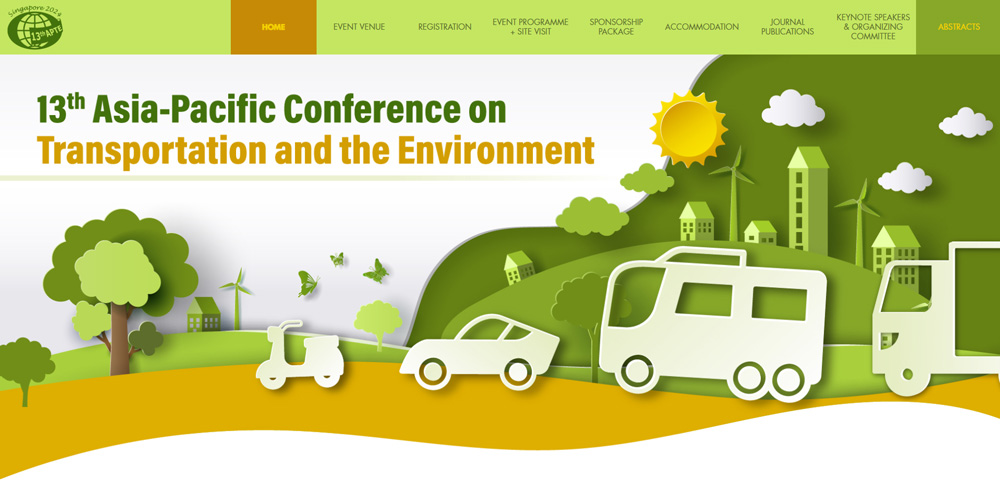 Singapore 2024
13th APTE
HOME
EVENT VENUE
REGISTRATION
EVENT PROGRAMME
+ SITE VISIT
SPONSORSHIP
PACKAGE
ACCOMMODATION
JOURNAL
PUBLICATIONS
KEYNOTE SPEAKERS
& ORGANIZING
COMMITTEE
ABSTRACTS
13th Asia-Pacific Conference on
Transportation and the Environment